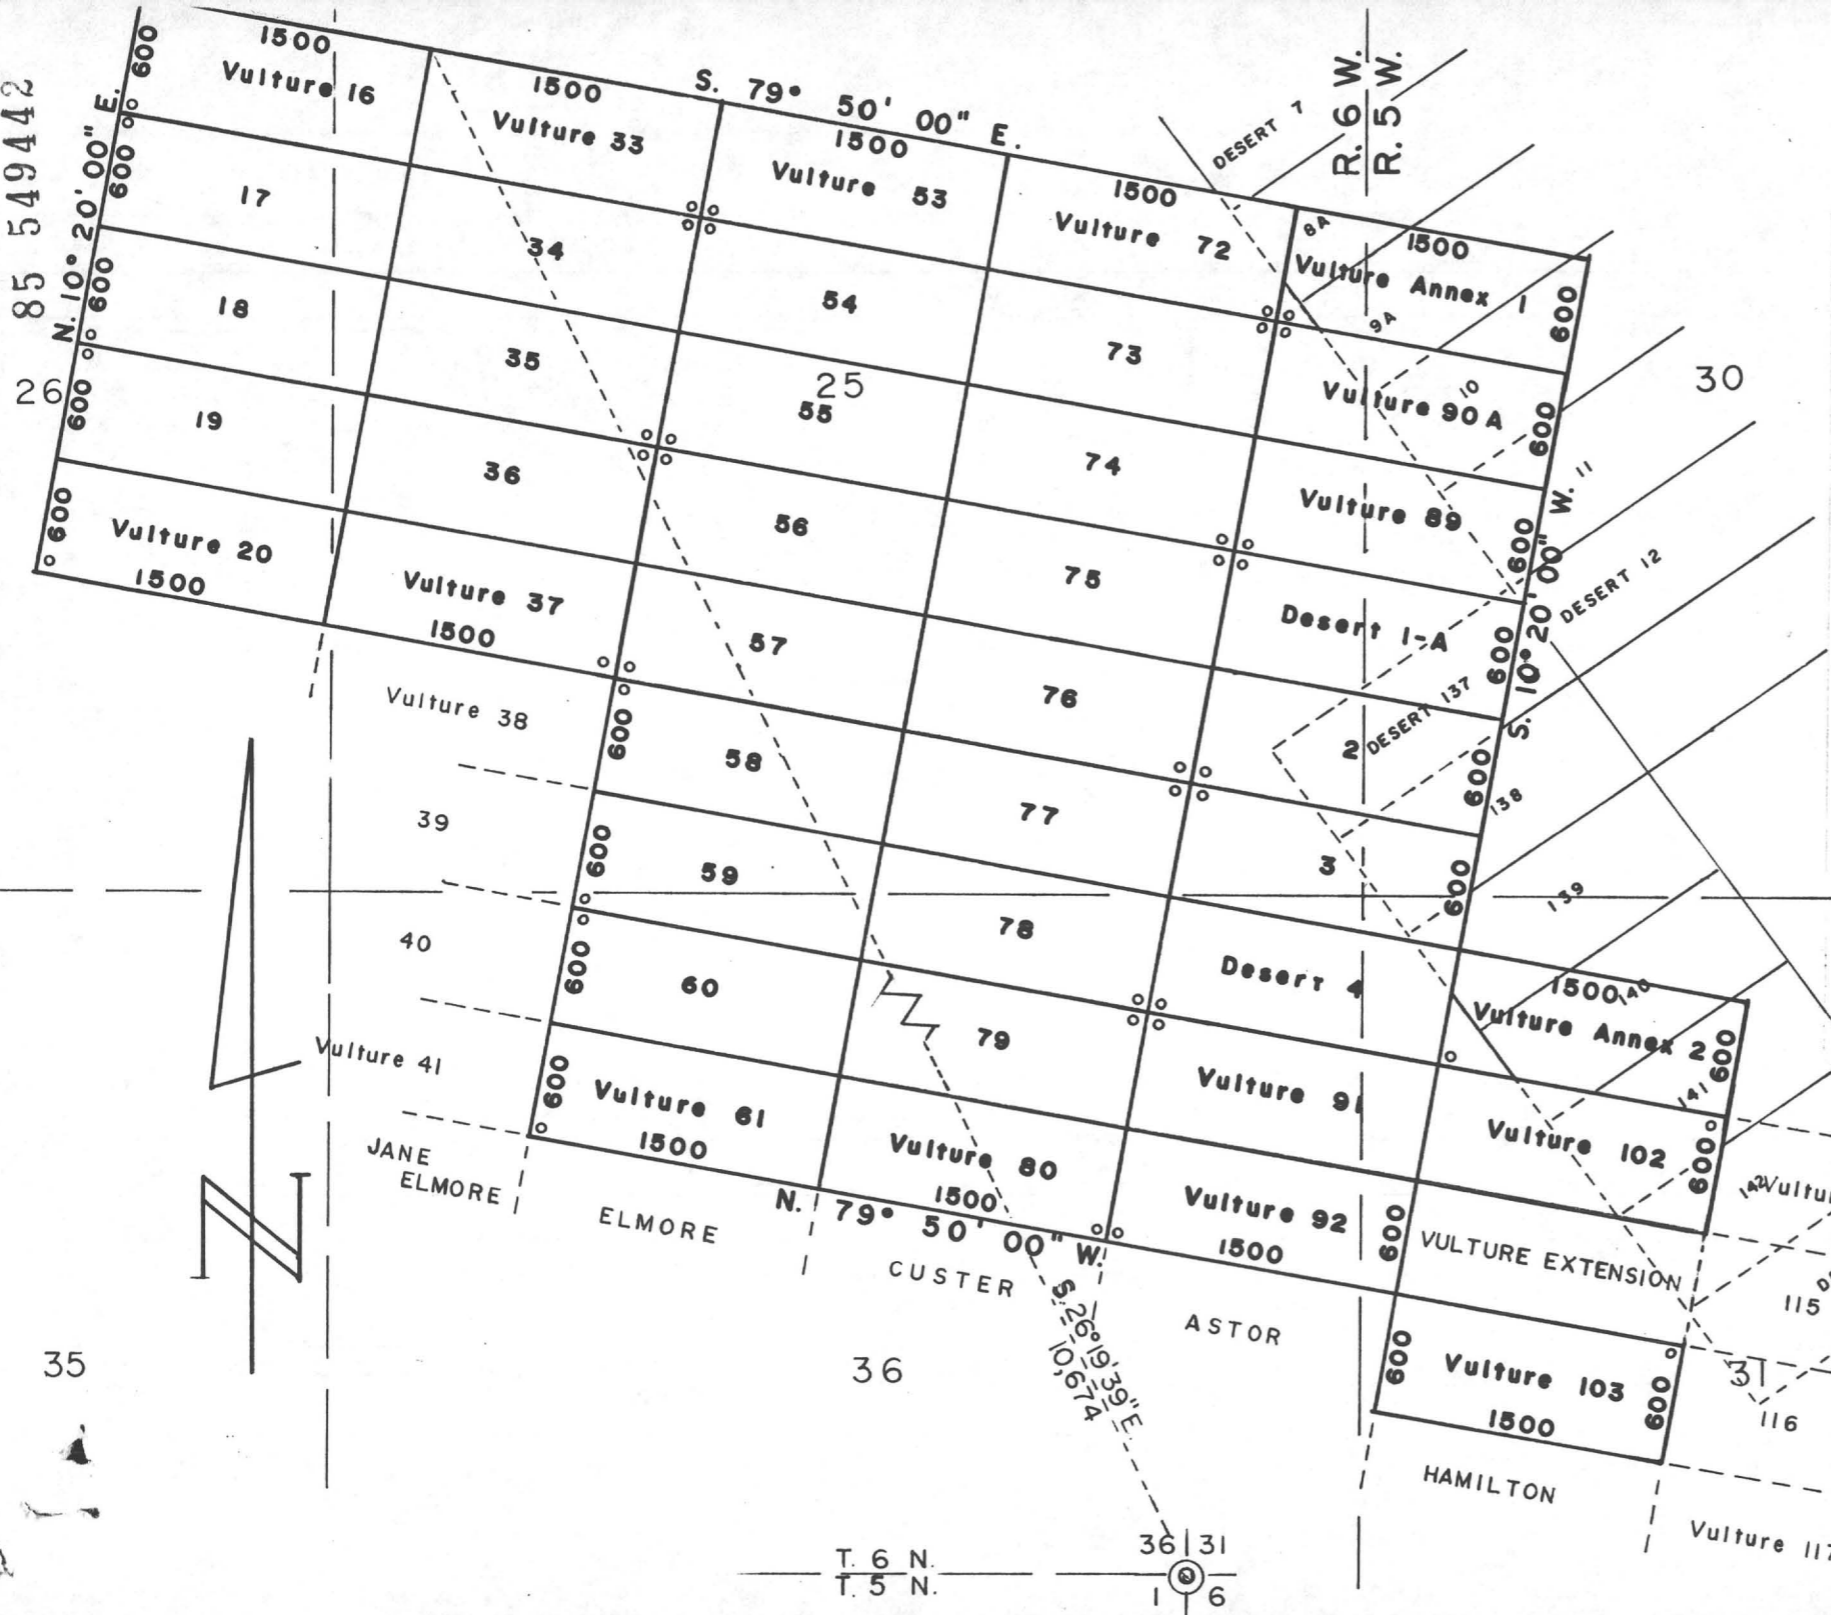 85 549442
N. 10° 20' 00" E.
600
600
600
600
600
1500
Vulture 16
17
18
19
Vulture 20
1500
26
S. 79° 50' 00" E.
1500
Vulture 33
34
35
36
Vulture 37
1500
1500
Vulture 53
54
25
55
56
57
58
59
60
Vulture 61
1500
600
600
600
600
1500
Vulture 72
73
74
75
76
77
78
79
Vulture 80
1500
R. 6 W.
R. 5 W.
DESERT 7
8A
1500
Vulture Annex 1
600
9A
10
Vulture 90A
600
30
11
Vulture 89
600
S. 10° 20' 00" W.
DESERT 12
Desert 1-A
600
DESERT 137
2
600
138
3
600
139
Desert 4
1500
140
Vulture Annex 2
600
141
Vulture 91
Vulture 102
600
142
Vulture 92
1500
600
VULTURE EXTENSION
115
600
Vulture 103
600
1500
31
116
HAMILTON
Vulture 117
Vulture 38
39
40
Vulture 41
JANE
ELMORE
ELMORE
N. 79° 50' 00" W.
CUSTER
ASTOR
S. 26° 19' 39" E.
10,674
N
35
36
T. 6 N.
T. 5 N.
36 31
1 6